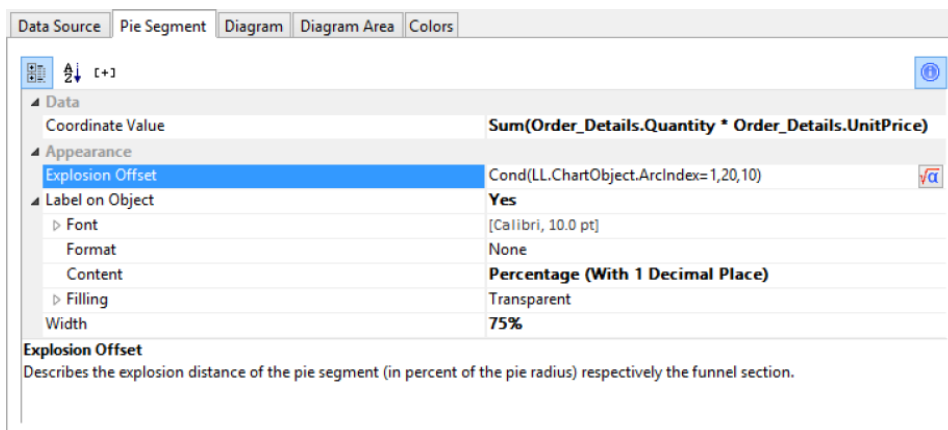 Data Source Pie Segment Diagram Diagram Area Colors
A Z [+]
Data
Coordinate Value Sum(Order_Details.Quantity * Order_Details.UnitPrice)
Appearance
Explosion Offset Cond(LL.ChartObject.ArcIndex=1,20,10) √α
Label on Object Yes
Font [Calibri, 10.0 pt]
Format None
Content Percentage (With 1 Decimal Place)
Filling Transparent
Width 75%
Explosion Offset
Describes the explosion distance of the pie segment (in percent of the pie radius) respectively the funnel section.